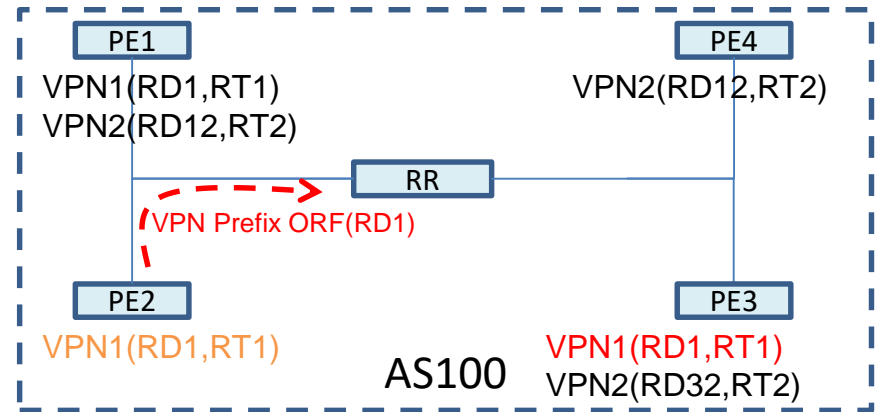 PE1
PE4
VPN1(RD1,RT1)
VPN2(RD12,RT2)
VPN2(RD12,RT2)
RR
VPN Prefix ORF(RD1)
PE2
PE3
VPN1(RD1,RT1)
VPN1(RD1,RT1)
AS100
VPN2(RD32,RT2)